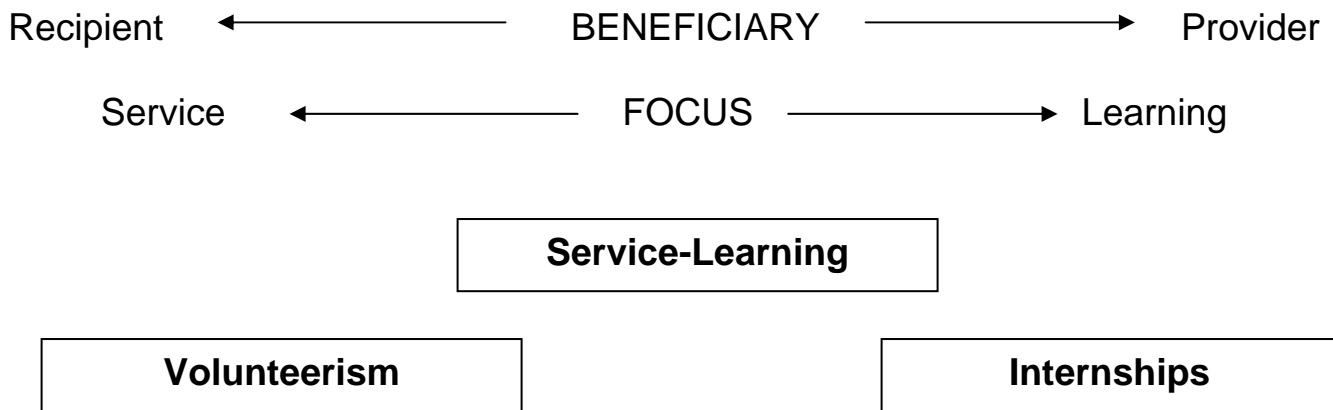 Recipient BENEFICIARY Provider
Service FOCUS Learning
Service-Learning
Volunteerism Internships